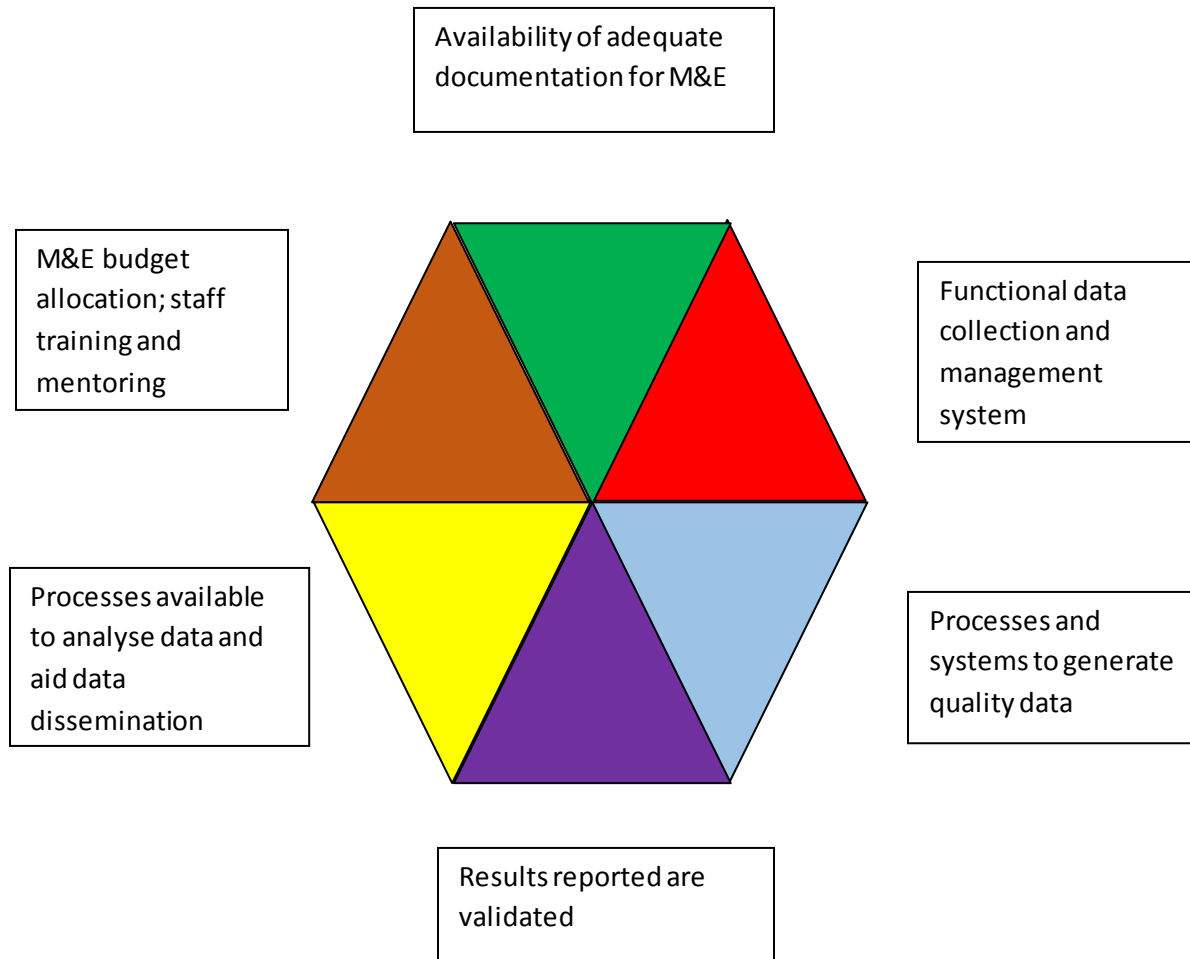 Availability of adequate
documentation for M&E
M&E budget
allocation; staff
training and
mentoring
Functional data
collection and
management
system
Processes available
to analyse data and
aid data
dissemination
Processes and
systems to generate
quality data
Results reported are
validated